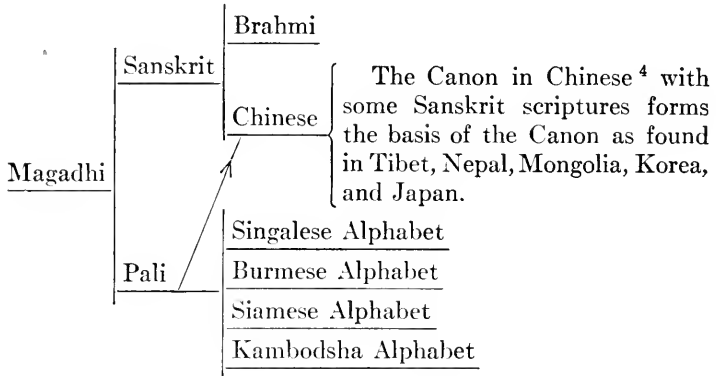 Brahmi
Sanskrit
The Canon in Chinese 4 with
some Sanskrit scriptures forms
Chinese
the basis of the Canon as found
in Tibet, Nepal, Mongolia, Korea,
and Japan.
Magadhi
Singalese Alphabet
Pali
Burmese Alphabet
Siamese Alphabet
Kambodsha Alphabet